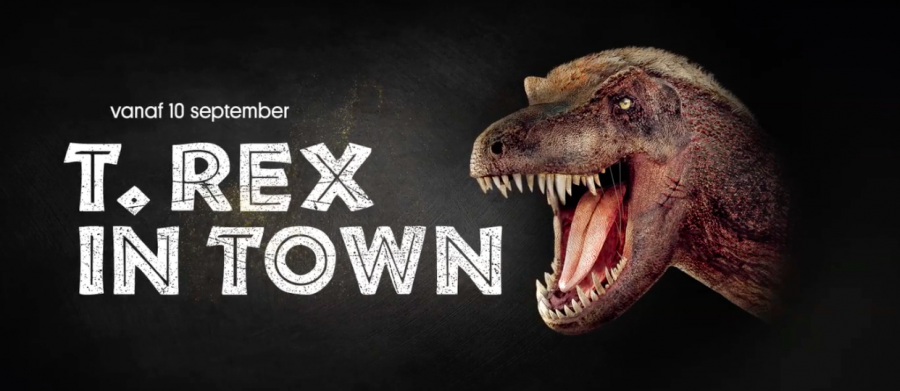 vanaf 10 september
T. REX
IN TOWN